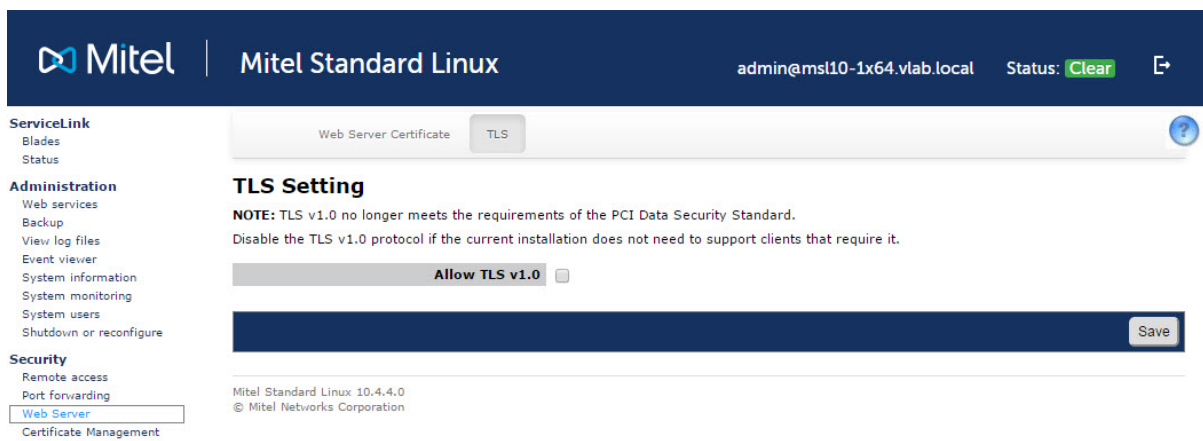 Mitel
Mitel Standard Linux
admin@msl10-1x64.vlab.local
Status: Clear
ServiceLink
Blades
Status
Administration
Web services
Backup
View log files
Event viewer
System information
System monitoring
System users
Shutdown or reconfigure
Security
Remote access
Port forwarding
Web Server
Certificate Management
Web Server Certificate
TLS
?
TLS Setting
NOTE: TLS v1.0 no longer meets the requirements of the PCI Data Security Standard.
Disable the TLS v1.0 protocol if the current installation does not need to support clients that require it.
Allow TLS v1.0
Save
Mitel Standard Linux 10.4.4.0
© Mitel Networks Corporation